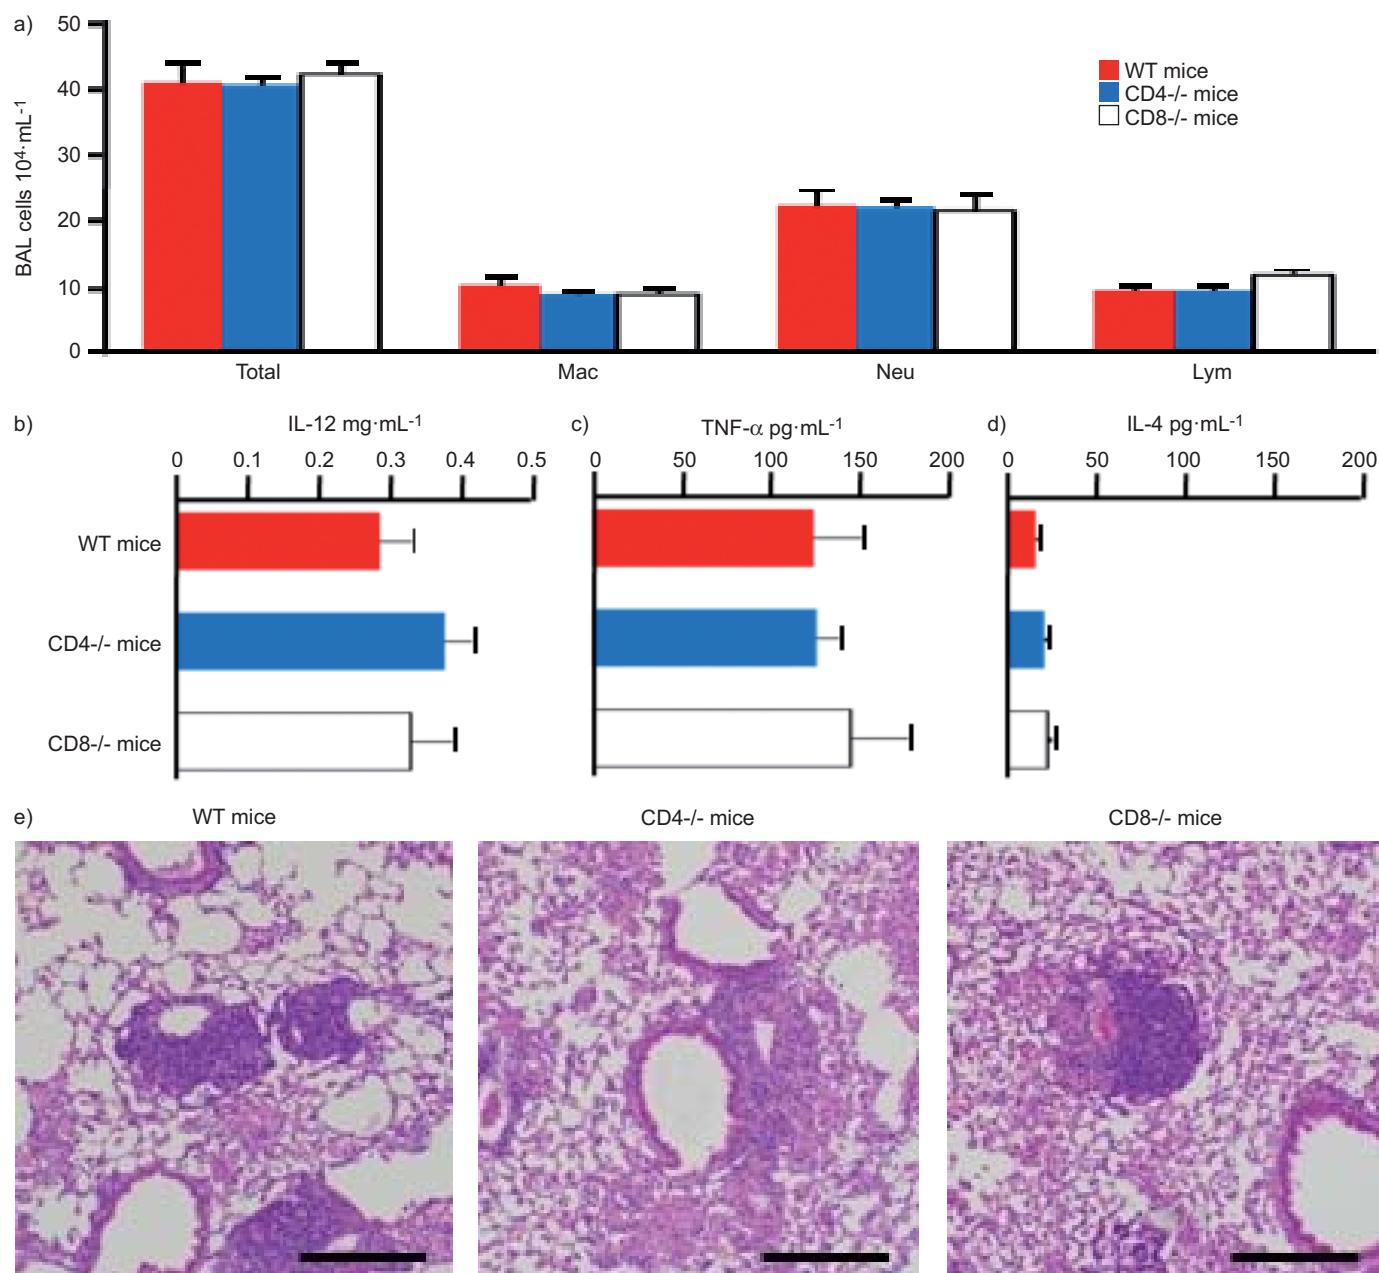 a)
50
40
30
20
10
0
BAL cells 10⁴·mL⁻¹
WT mice
CD4-/- mice
CD8-/- mice
Total Mac Neu Lym
b) IL-12 mg·mL⁻¹
0 0.1 0.2 0.3 0.4 0.5
c) TNF-α pg·mL⁻¹
0 50 100 150 200
d) IL-4 pg·mL⁻¹
0 50 100 150 200
WT mice
CD4-/- mice
CD8-/- mice
e) WT mice CD4-/- mice CD8-/- mice